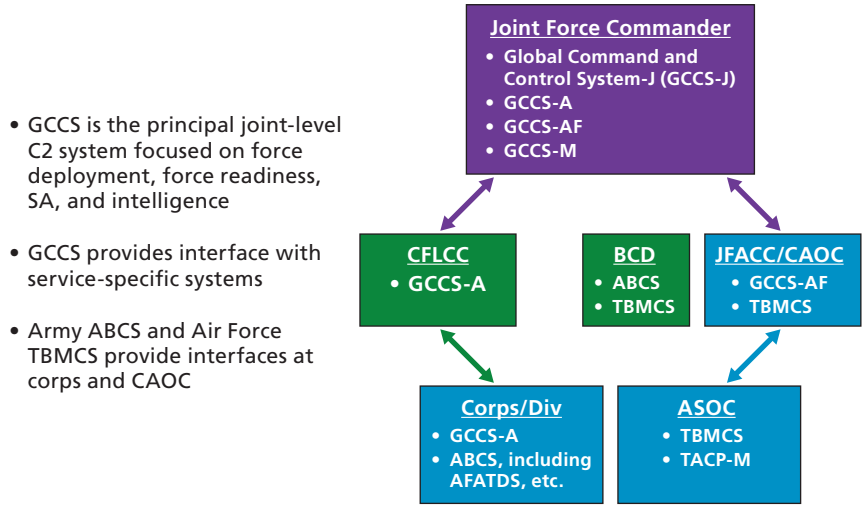 • GCCS is the principal joint-level
C2 system focused on force
deployment, force readiness,
SA, and intelligence
• GCCS provides interface with
service-specific systems
• Army ABCS and Air Force
TBMCS provide interfaces at
corps and CAOC
Joint Force Commander
• Global Command and
Control System-J (GCCS-J)
• GCCS-A
• GCCS-AF
• GCCS-M
CFLCC
• GCCS-A
BCD
• ABCS
• TBMCS
JFACC/CAOC
• GCCS-AF
• TBMCS
Corps/Div
• GCCS-A
• ABCS, including
AFATDS, etc.
ASOC
• TBMCS
• TACP-M